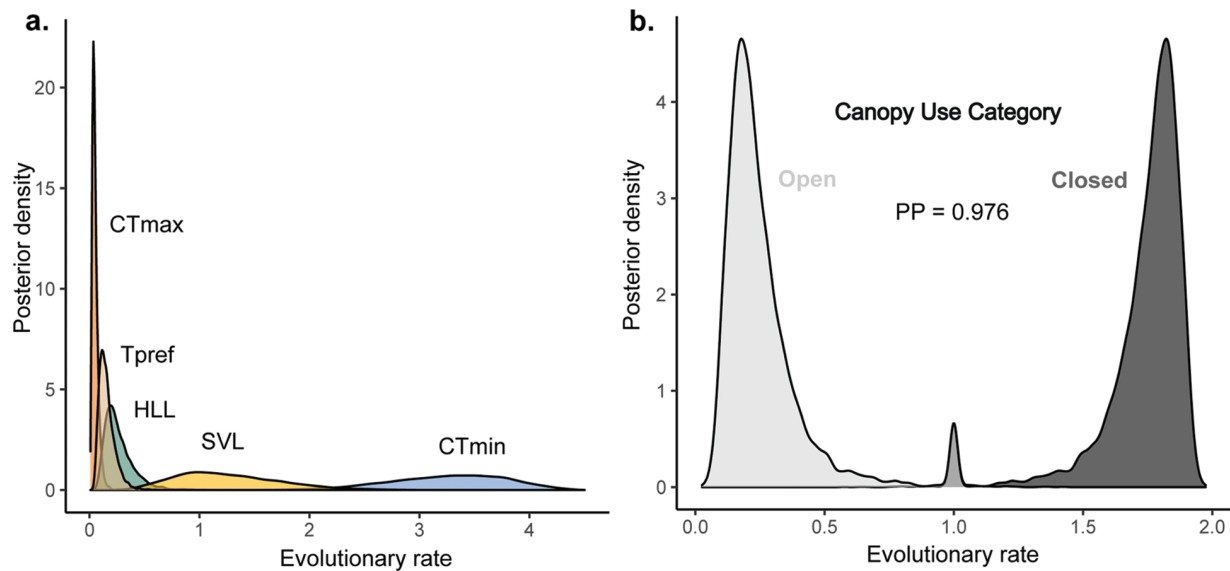 a.
Posterior density
20
15
10
5
0
CTmax
Tpref
HLL
SVL
CTmin
0 1 2 3 4
Evolutionary rate
b.
Posterior density
4
3
2
1
0
Canopy Use Category
Open
Closed
PP = 0.976
0.0 0.5 1.0 1.5 2.0
Evolutionary rate